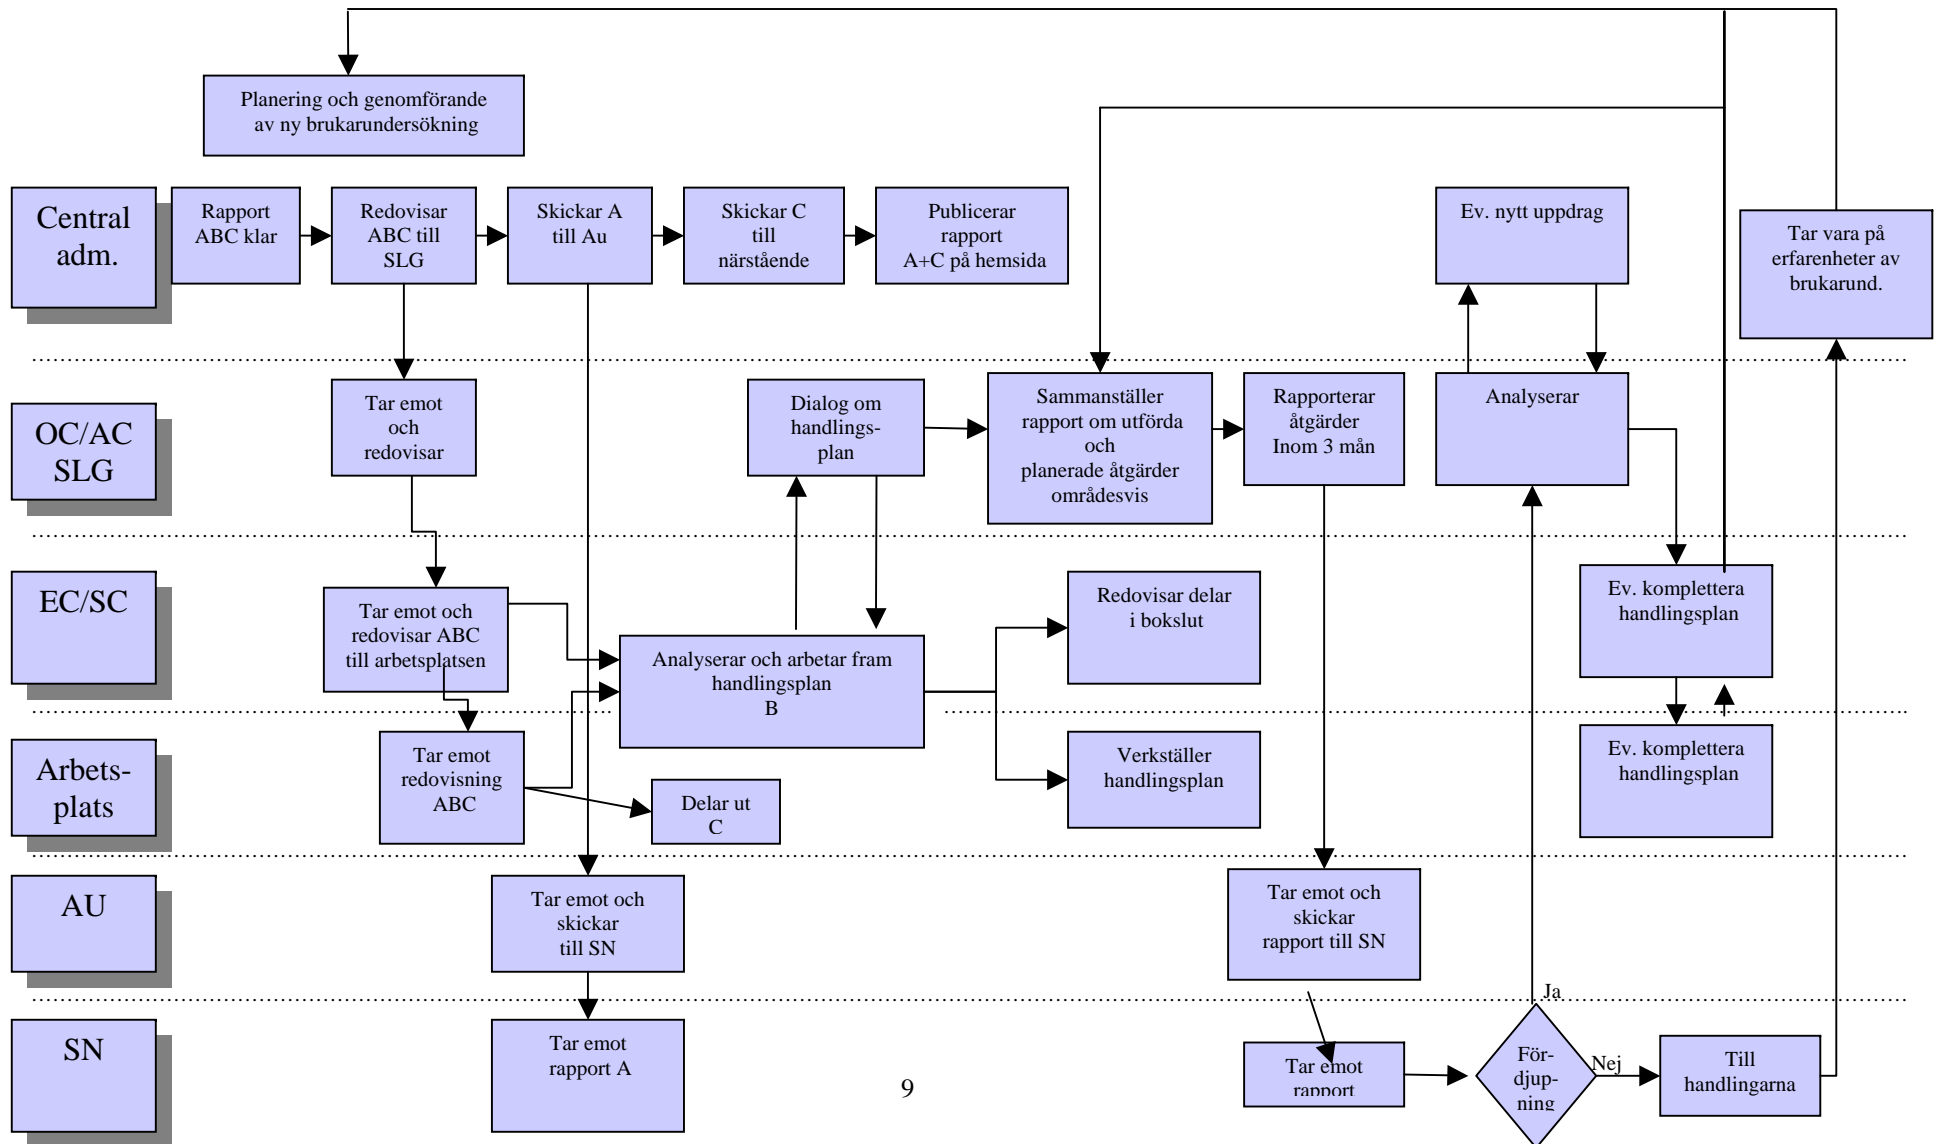 Planering och genomförande
av ny brukarundersökning
Central
adm.
Rapport
ABC klar
Redovisar
ABC till
SLG
Skickar A
till Au
Skickar C
till
närstående
Publicerar
rapport
A+C på hemsida
Ev. nytt uppdrag
Tar vara på
erfarenheter av
brukarund.
OC/AC
SLG
Tar emot
och
redovisar
Dialog om
handlings-
plan
Sammanställer
rapport om utförda
och
planerade åtgärder
områdesvis
Rapporterar
åtgärder
Inom 3 mån
Analyserar
EC/SC
Tar emot och
redovisar ABC
till arbetsplatsen
Analyserar och arbetar fram
handlingsplan
B
Redovisar delar
i bokslut
Ev. komplettera
handlingsplan
Arbets-
plats
Tar emot
redovisning
ABC
Delar ut
C
Verkställer
handlingsplan
Ev. komplettera
handlingsplan
AU
Tar emot och
skickar
till SN
Tar emot och
skickar
rapport till SN
SN
Tar emot
rapport A
Tar emot
rapport
Ja
För-
djup-
ning
Nej
Till
handlingarna
9